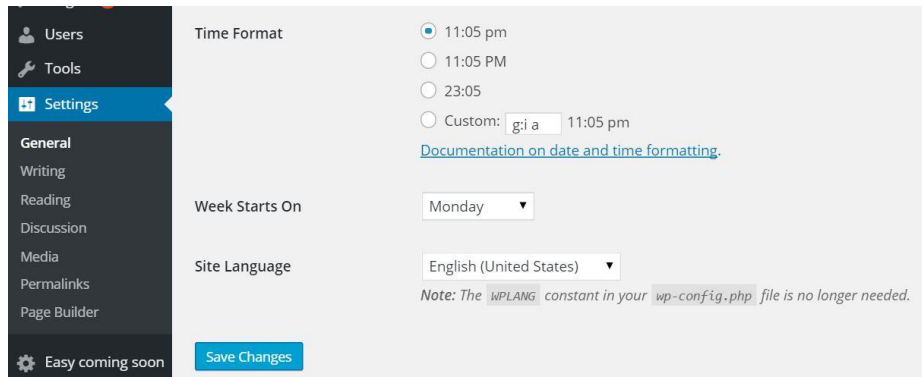 Users
Tools
Settings
General
Writing
Reading
Discussion
Media
Permalinks
Page Builder
Easy coming soon
Time Format
11:05 pm
11:05 PM
23:05
Custom: g:i a 11:05 pm
Documentation on date and time formatting.
Week Starts On
Monday
Site Language
English (United States)
Note: The WPLANG constant in your wp-config.php file is no longer needed.
Save Changes